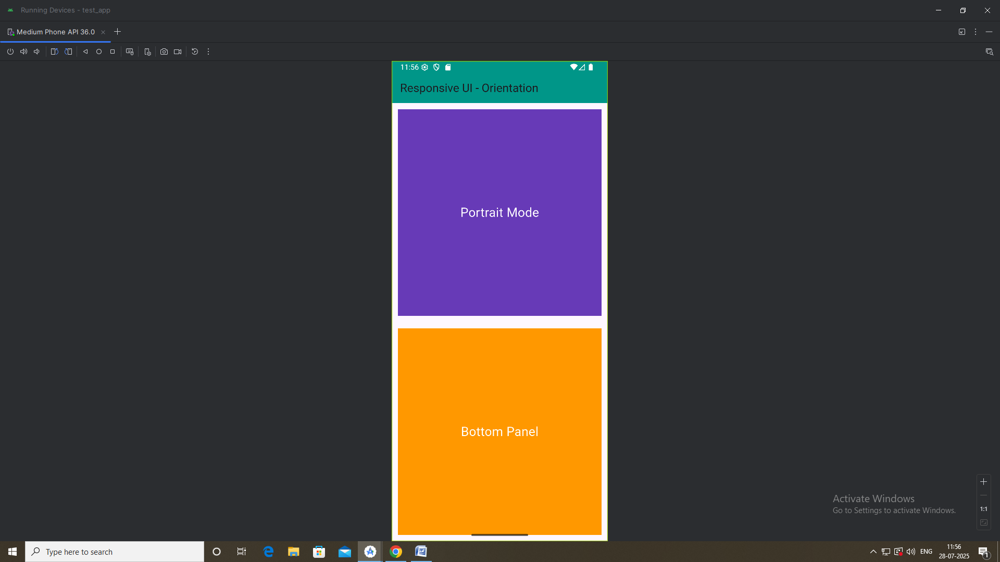 Running Devices - test_app
Medium Phone API 36.0
11:56
Responsive UI - Orientation
Portrait Mode
Bottom Panel
Activate Windows
Go to Settings to activate Windows.
1:1
Type here to search
ENG
11:56
28-07-2025
1